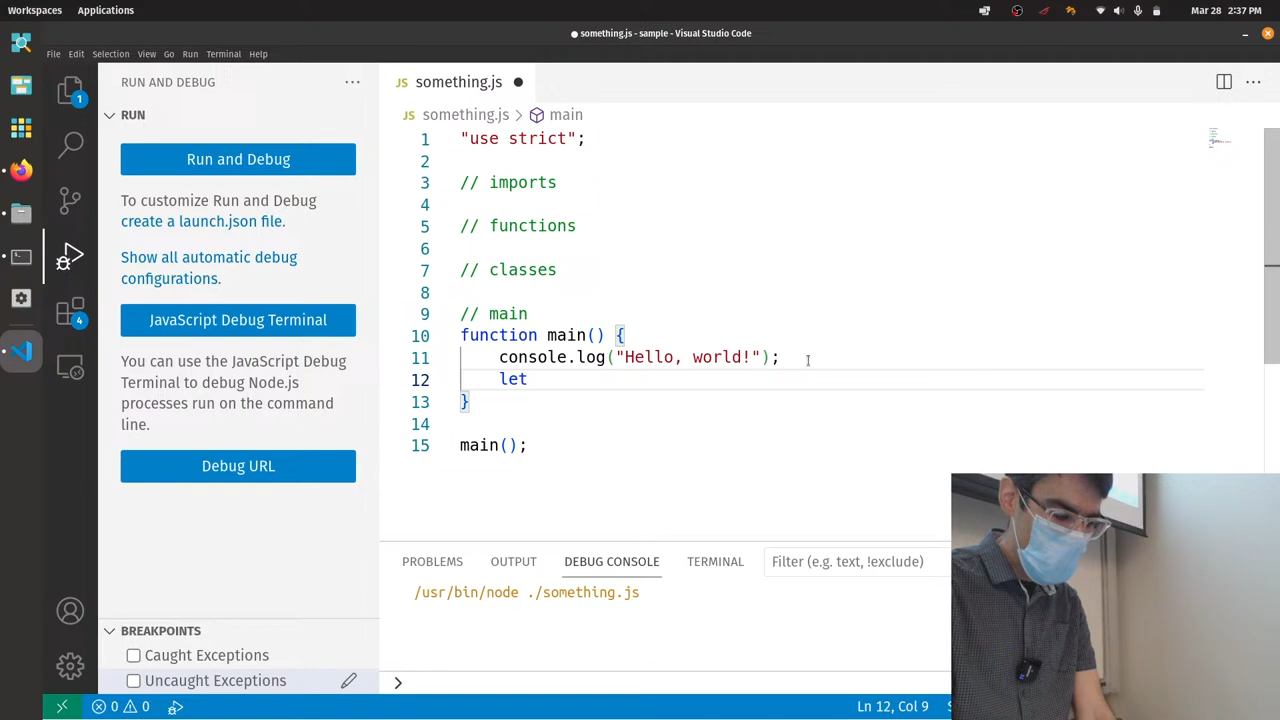 Workspaces Applications Mar 28 2:37 PM
something.js - sample - Visual Studio Code
File Edit Selection View Go Run Terminal Help
RUN AND DEBUG
JS something.js
RUN
JS something.js > main
Run and Debug
To customize Run and Debug
create a launch.json file.
Show all automatic debug
configurations.
JavaScript Debug Terminal
You can use the JavaScript Debug
Terminal to debug Node.js
processes run on the command
line.
Debug URL
1
4
1 "use strict";
2
3 // imports
4
5 // functions
6
7 // classes
8
9 // main
10 function main() {
11 console.log("Hello, world!");
12 let
13 }
14
15 main();
PROBLEMS OUTPUT DEBUG CONSOLE TERMINAL Filter (e.g. text, !exclude)
/usr/bin/node ./something.js
BREAKPOINTS
Caught Exceptions
Uncaught Exceptions
0 0 Ln 12, Col 9